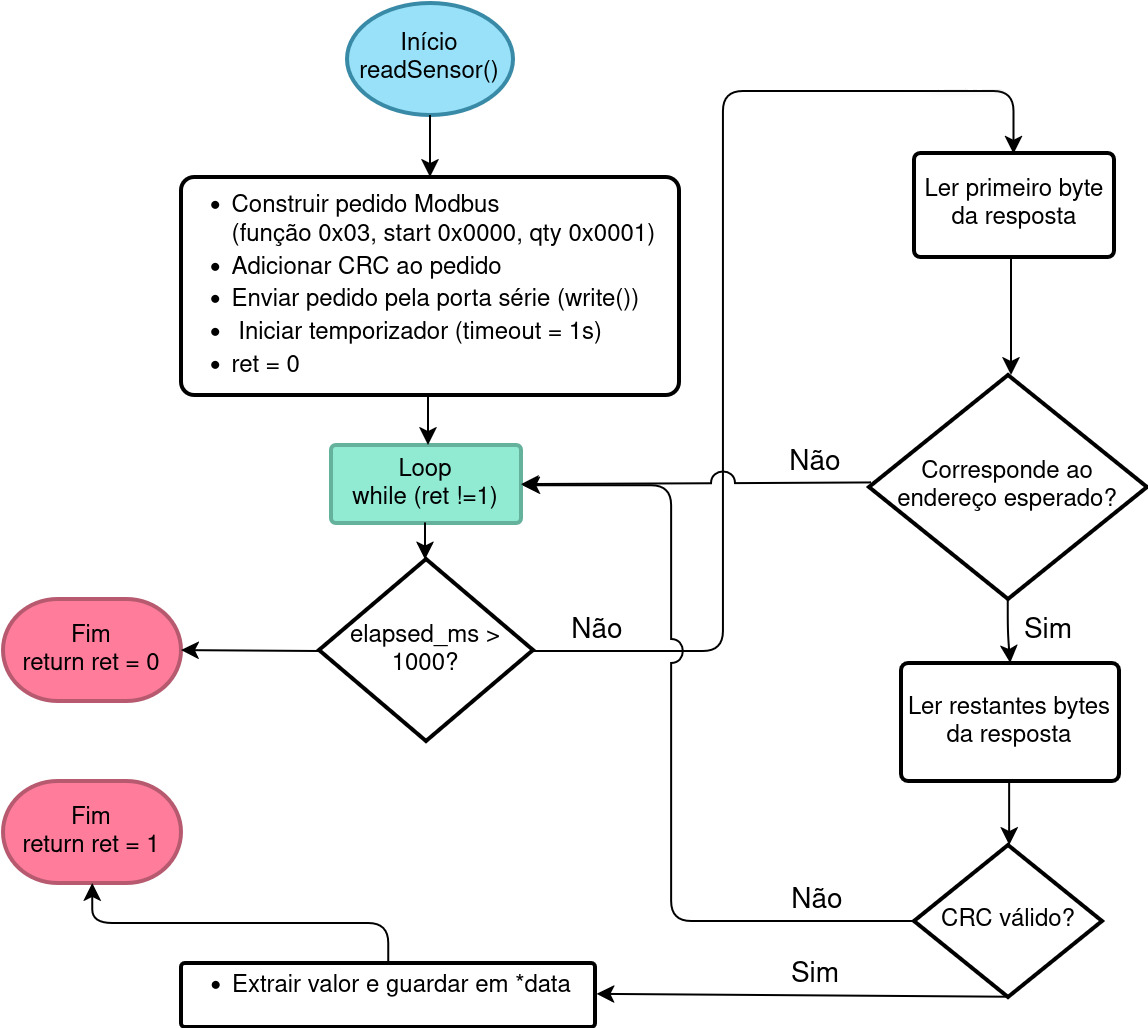 Início
readSensor()
• Construir pedido Modbus
(função 0x03, start 0x0000, qty 0x0001)
• Adicionar CRC ao pedido
• Enviar pedido pela porta série (write())
• Iniciar temporizador (timeout = 1s)
• ret = 0
Loop
while (ret !=1)
elapsed_ms >
1000?
Fim
return ret = 0
Não
Ler primeiro byte
da resposta
Corresponde ao
endereço esperado?
Não
Sim
Ler restantes bytes
da resposta
CRC válido?
Não
Sim
• Extrair valor e guardar em *data
Fim
return ret = 1